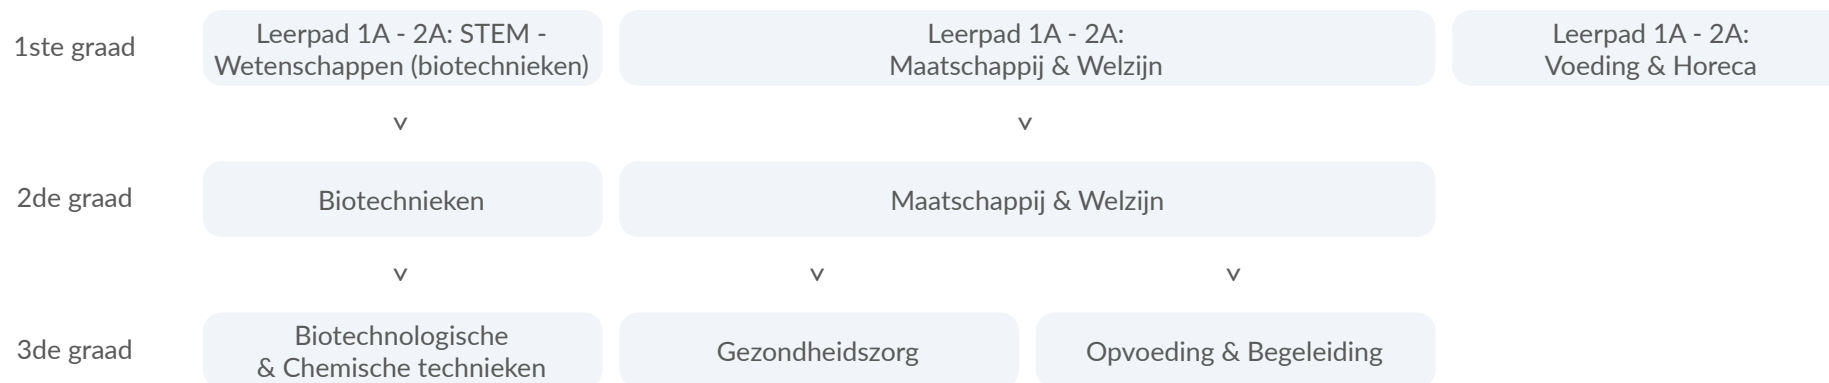 1ste graad
Leerpad 1A - 2A: STEM -
Wetenschappen (biotechnieken)
Leerpad 1A - 2A:
Maatschappij & Welzijn
Leerpad 1A - 2A:
Voeding & Horeca
2de graad
Biotechnieken
Maatschappij & Welzijn
3de graad
Biotechnologische
& Chemische technieken
Gezondheidszorg
Opvoeding & Begeleiding